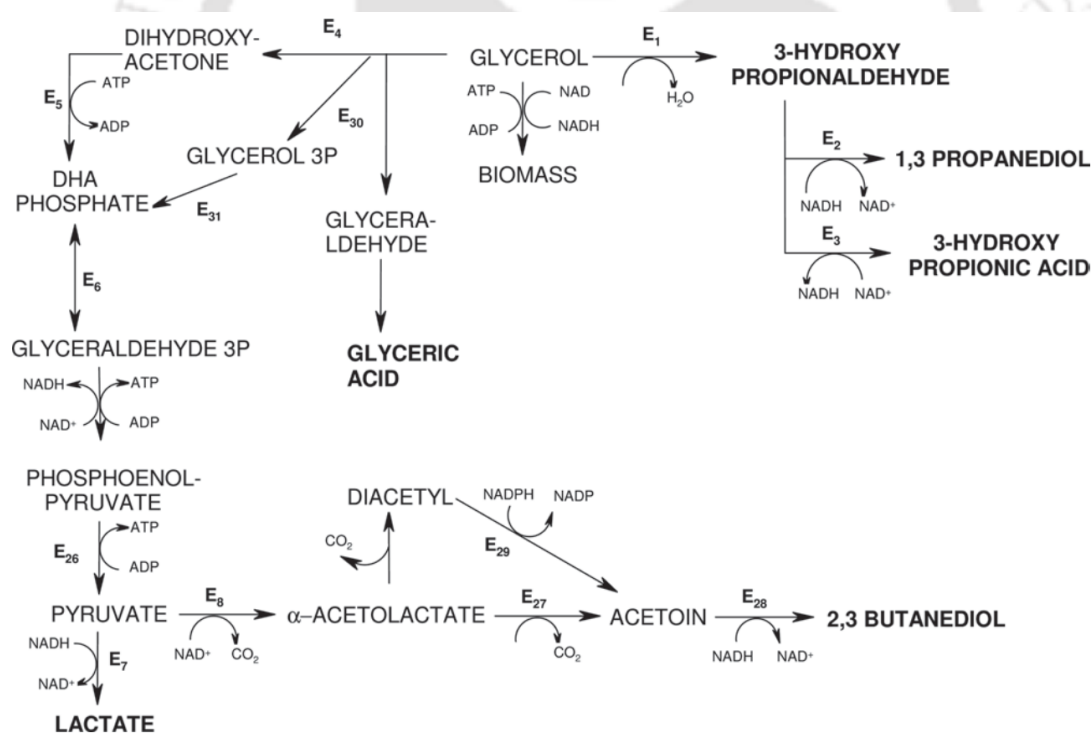 DIHYDROXY-
ACETONE
E4
GLYCEROL
E1
3-HYDROXY
PROPIONALDEHYDE
H2O
ATP
E5
ADP
ATP
NAD
ADP
NADH
BIOMASS
E30
GLYCEROL 3P
E31
DHA
PHOSPHATE
GLYCERA-
LDEHYDE
E2
1,3 PROPANEDIOL
NADH
NAD+
E3
3-HYDROXY
PROPIONIC ACID
NADH
NAD+
E6
GLYCERALDEHYDE 3P
GLYCERIC
ACID
NADH
ATP
NAD+
ADP
PHOSPHOENOL-
PYRUVATE
ATP
E26
ADP
DIACETYL
NADPH
NADP
CO2
E29
PYRUVATE
E8
α–ACETOLACTATE
E27
ACETOIN
E28
2,3 BUTANEDIOL
NAD+
CO2
CO2
NADH
NAD+
NADH
E7
NAD+
LACTATE